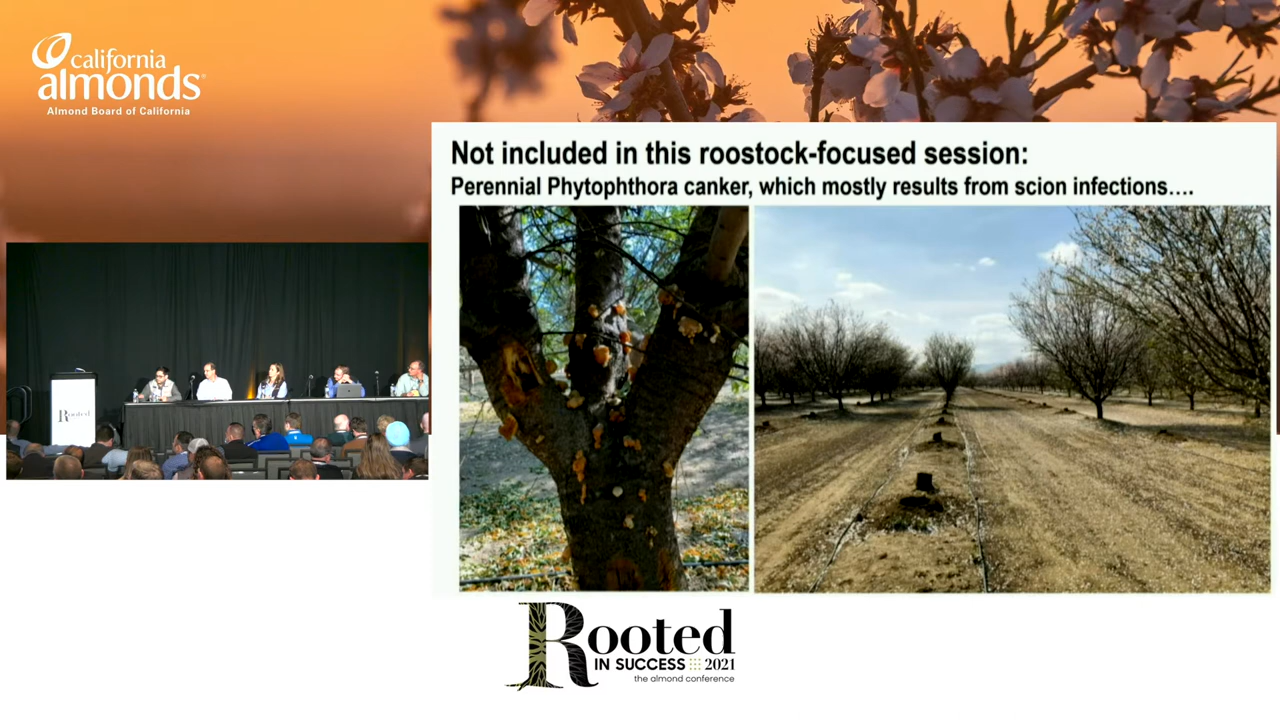 california
almonds
Almond Board of California
Not included in this roostock-focused session:
Perennial Phytophthora canker, which mostly results from scion infections….
Rooted
Rooted
IN SUCCESS 2021
the almond conference